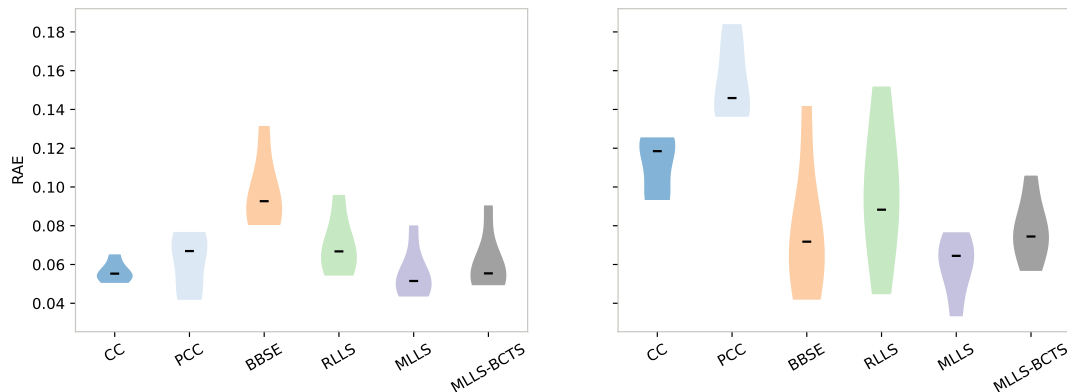 RAE
0.18
0.16
0.14
0.12
0.10
0.08
0.06
0.04
CC PCC BBSE RLLS MLLS MLLS-BCTS
CC PCC BBSE RLLS MLLS MLLS-BCTS